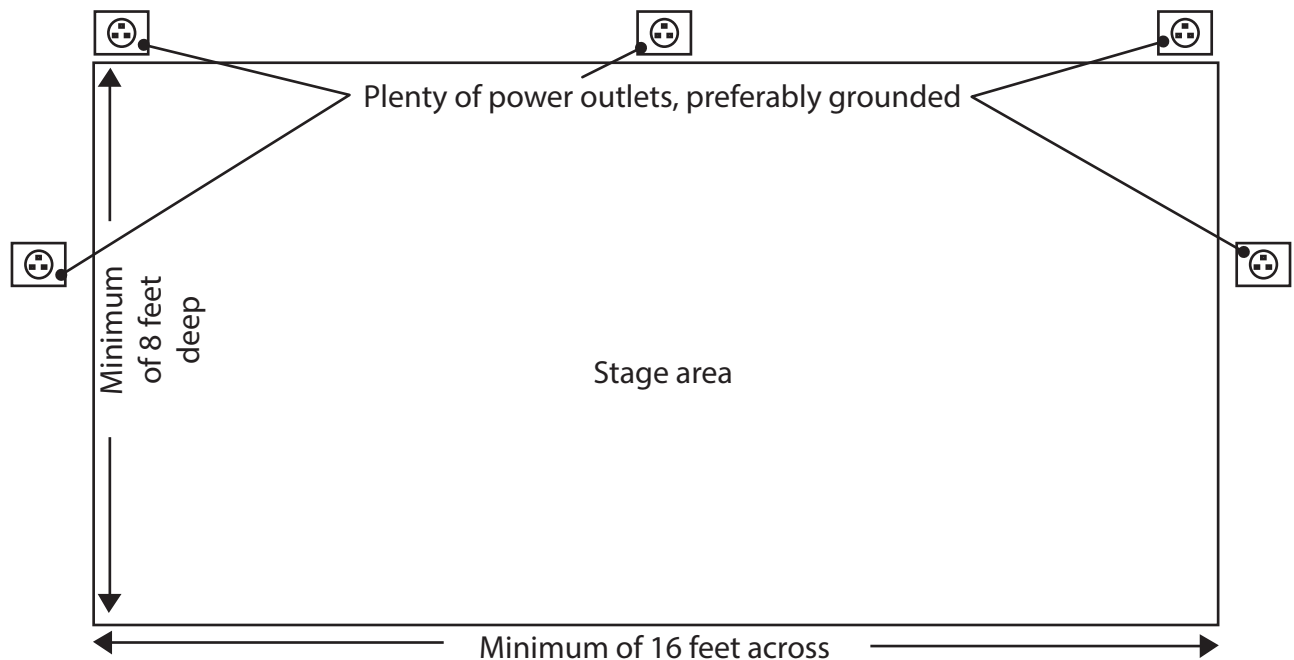 Plenty of power outlets, preferably grounded
Minimum
of 8 feet
deep
Stage area
Minimum of 16 feet across